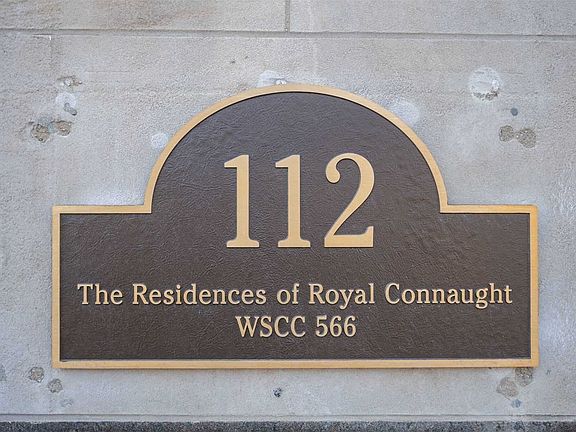 112
The Residences of Royal Connaught
WSCC 566